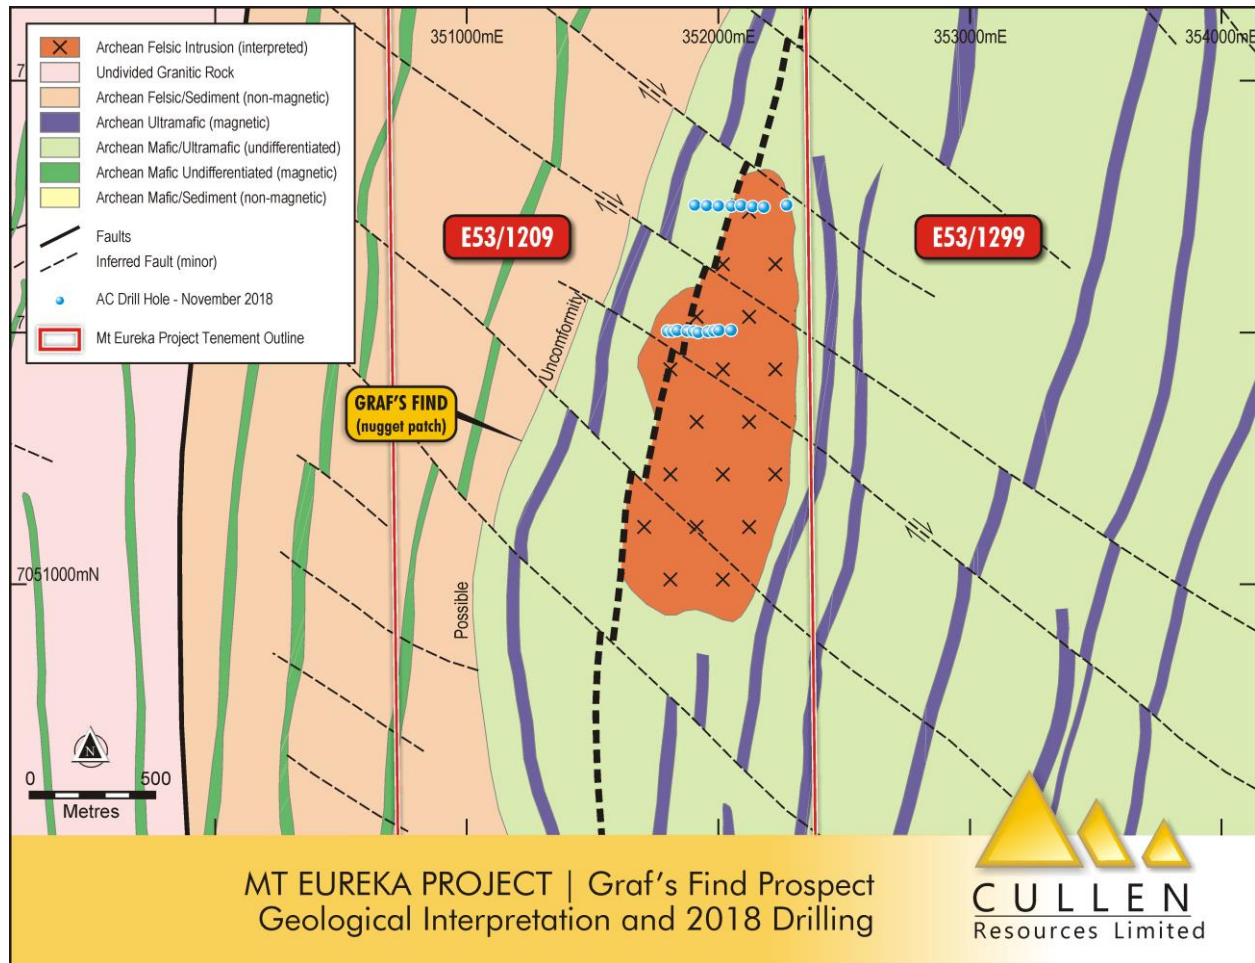 351000mE
352000mE
353000mE
354000mE
Archean Felsic Intrusion (interpreted)
Undivided Granitic Rock
Archean Felsic/Sediment (non-magnetic)
Archean Ultramafic (magnetic)
Archean Mafic/Ultramafic (undifferentiated)
Archean Mafic Undifferentiated (magnetic)
Archean Mafic/Sediment (non-magnetic)
Faults
Inferred Fault (minor)
AC Drill Hole - November 2018
Mt Eureka Project Tenement Outline
7
7
E53/1209
E53/1299
Uncomformity
GRAF'S FIND
(nugget patch)
7051000mN
Possible
N
0 500
Metres
MT EUREKA PROJECT | Graf's Find Prospect
Geological Interpretation and 2018 Drilling
CULLEN
Resources Limited